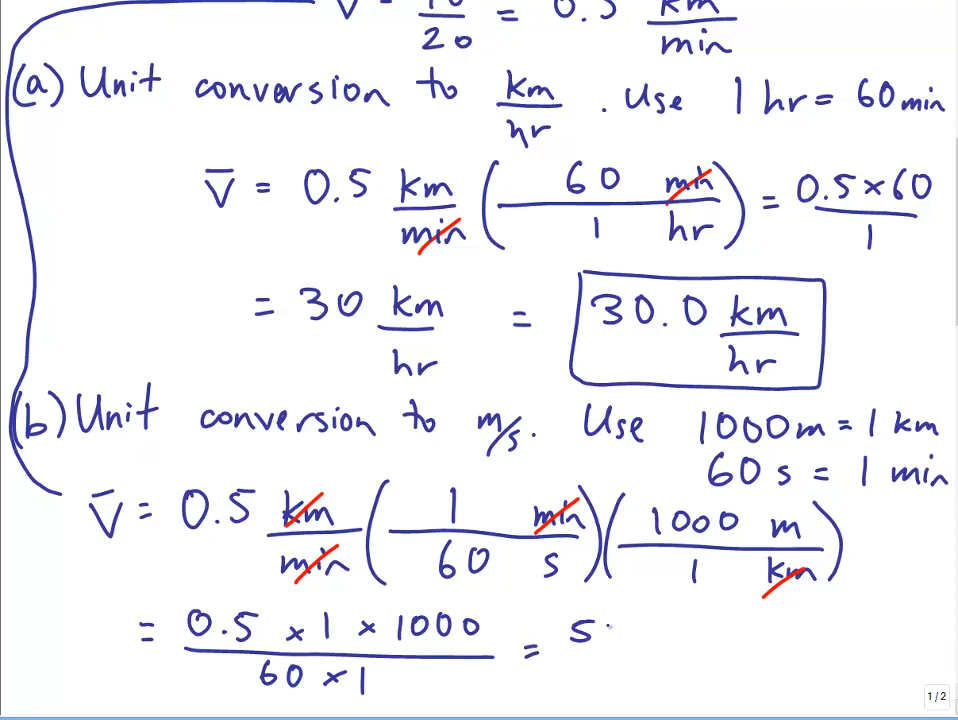 V̄ = 10/20 = 0.5 km/min
(a) Unit conversion to km/hr. Use 1 hr = 60 min
V̄ = 0.5 km/min (60 min / 1 hr) = 0.5 × 60 / 1
= 30 km/hr = 30.0 km/hr
(b) Unit conversion to m/s. Use 1000 m = 1 km
60 s = 1 min
V̄ = 0.5 km/min (1 min / 60 s)(1000 m / 1 km)
= 0.5 × 1 × 1000 / 60 × 1 = 5
1/2